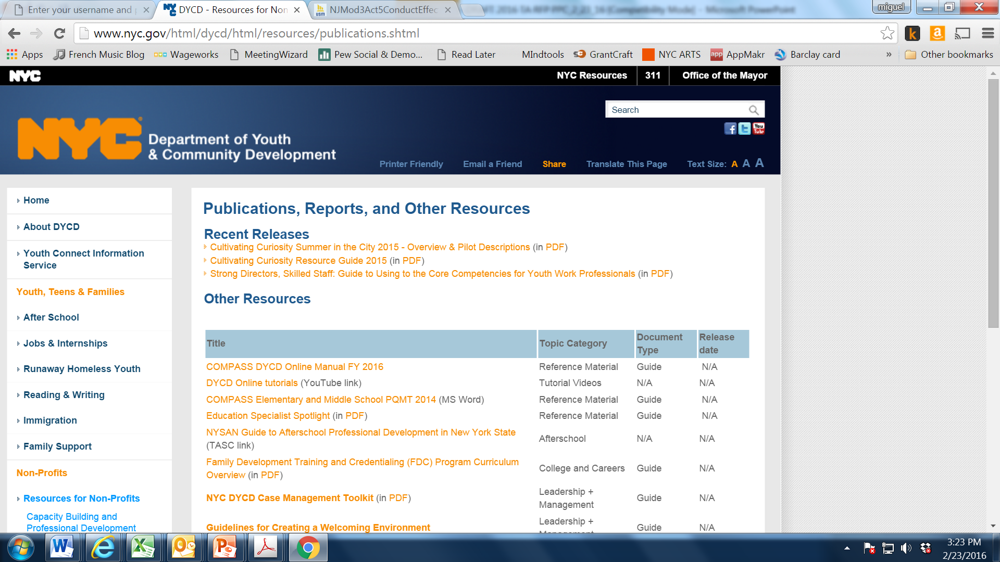 Enter your username and p
DYCD - Resources for Non
NJMod3Act5ConductEffec
DRAFT 2016 TA RFP PPC_2_21_16 [Compatibility Mode] - Microsoft PowerPoint
miguel
www.nyc.gov/html/dycd/html/resources/publications.shtml
Apps
French Music Blog
Wageworks
MeetingWizard
Pew Social & Demo...
Read Later
MIndtools
GrantCraft
NYC ARTS
AppMakr
Barclay card
»
Other bookmarks
NYC
NYC Resources
311
Office of the Mayor
Search
NYC® Department of Youth
& Community Development
You
Tube
Printer Friendly
Email a Friend
Share
Translate This Page
Text Size: A A A
Home
About DYCD
Youth Connect Information
Service
Youth, Teens & Families
After School
Jobs & Internships
Runaway Homeless Youth
Reading & Writing
Immigration
Family Support
Non-Profits
Resources for Non-Profits
Capacity Building and
Professional Development
Publications, Reports, and Other Resources
Recent Releases
Cultivating Curiosity Summer in the City 2015 - Overview & Pilot Descriptions (in PDF)
Cultivating Curiosity Resource Guide 2015 (in PDF)
Strong Directors, Skilled Staff: Guide to Using to the Core Competencies for Youth Work Professionals (in PDF)
Other Resources
Title Topic Category Document Type Release date
COMPASS DYCD Online Manual FY 2016 Reference Material Guide N/A
DYCD Online tutorials (YouTube link) Tutorial Videos N/A N/A
COMPASS Elementary and Middle School PQMT 2014 (MS Word) Reference Material Guide N/A
Education Specialist Spotlight (in PDF) Reference Material Guide N/A
NYSAN Guide to Afterschool Professional Development in New York State
(TASC link) Afterschool N/A N/A
Family Development Training and Credentialing (FDC) Program Curriculum
Overview (in PDF) College and Careers Guide N/A
NYC DYCD Case Management Toolkit (in PDF) Leadership + Management Guide N/A
Guidelines for Creating a Welcoming Environment Leadership + Management Guide N/A
3:23 PM
2/23/2016